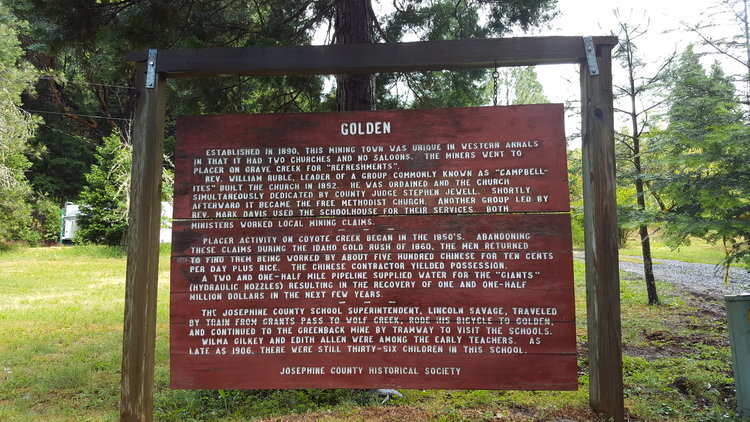 GOLDEN
ESTABLISHED IN 1890, THIS MINING TOWN WAS UNIQUE IN WESTERN ANNALS
IN THAT IT HAD TWO CHURCHES AND NO SALOONS. THE MINERS WENT TO
PLACER ON GRAVE CREEK FOR "REFRESHMENTS".
REV. WILLIAM RUBLE, LEADER OF A GROUP COMMONLY KNOWN AS "CAMPBELL-
ITES" BUILT THE CHURCH IN 1892. HE WAS ORDAINED AND THE CHURCH
SIMULTANEOUSLY DEDICATED BY COUNTY JUDGE STEPHEN JEWELL. SHORTLY
AFTERWARD IT BECAME THE FREE METHODIST CHURCH. ANOTHER GROUP LED BY
REV. MARK DAVIS USED THE SCHOOLHOUSE FOR THEIR SERVICES. BOTH
MINISTERS WORKED LOCAL MINING CLAIMS.
PLACER ACTIVITY ON COYOTE CREEK BEGAN IN THE 1850'S. ABANDONING
THESE CLAIMS DURING THE IDAHO GOLD RUSH OF 1860, THE MEN RETURNED
TO FIND THEM BEING WORKED BY ABOUT FIVE HUNDRED CHINESE FOR TEN CENTS
PER DAY PLUS RICE. THE CHINESE CONTRACTOR YIELDED POSSESSION.
A TWO AND ONE-HALF MILE PIPELINE SUPPLIED WATER FOR THE "GIANTS"
(HYDRAULIC NOZZLES) RESULTING IN THE RECOVERY OF ONE AND ONE-HALF
MILLION DOLLARS IN THE NEXT FEW YEARS.
THE JOSEPHINE COUNTY SCHOOL SUPERINTENDENT, LINCOLN SAVAGE, TRAVELED
BY TRAIN FROM GRANTS PASS TO WOLF CREEK, RODE HIS BICYCLE TO GOLDEN,
AND CONTINUED TO THE GREENBACK MINE BY TRAMWAY TO VISIT THE SCHOOLS.
WILMA GILKEY AND EDITH ALLEN WERE AMONG THE EARLY TEACHERS. AS
LATE AS 1906, THERE WERE STILL THIRTY-SIX CHILDREN IN THIS SCHOOL.
JOSEPHINE COUNTY HISTORICAL SOCIETY